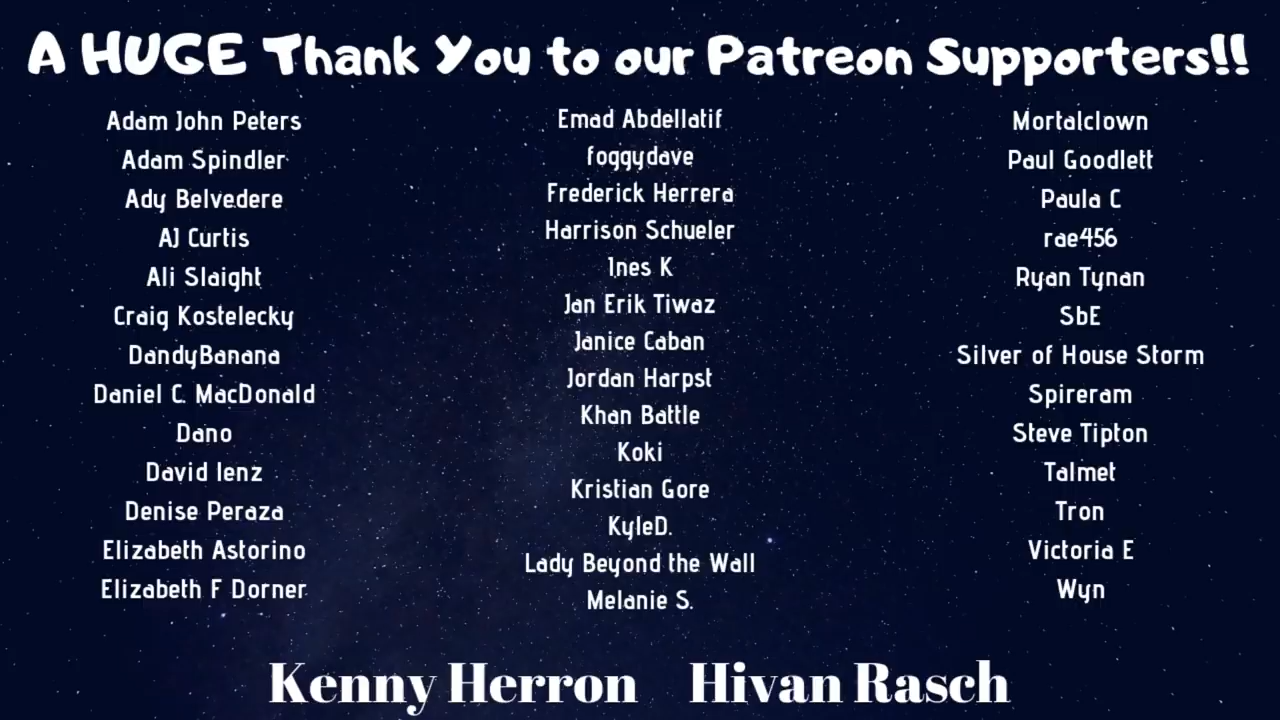 A HUGE Thank You to our Patreon Supporters!!
Adam John Peters
Adam Spindler
Ady Belvedere
AJ Curtis
Ali Slaight
Craig Kostelecky
DandyBanana
Daniel C. MacDonald
Dano
David lenz
Denise Peraza
Elizabeth Astorino
Elizabeth F Dorner
Emad Abdellatif
foggydave
Frederick Herrera
Harrison Schueler
Ines K
Jan Erik Tiwaz
Janice Caban
Jordan Harpst
Khan Battle
Koki
Kristian Gore
KyleD.
Lady Beyond the Wall
Melanie S.
Mortalclown
Paul Goodlett
Paula C
rae456
Ryan Tynan
SbE
Silver of House Storm
Spireram
Steve Tipton
Talmet
Tron
Victoria E
Wyn
Kenny Herron Hivan Rasch